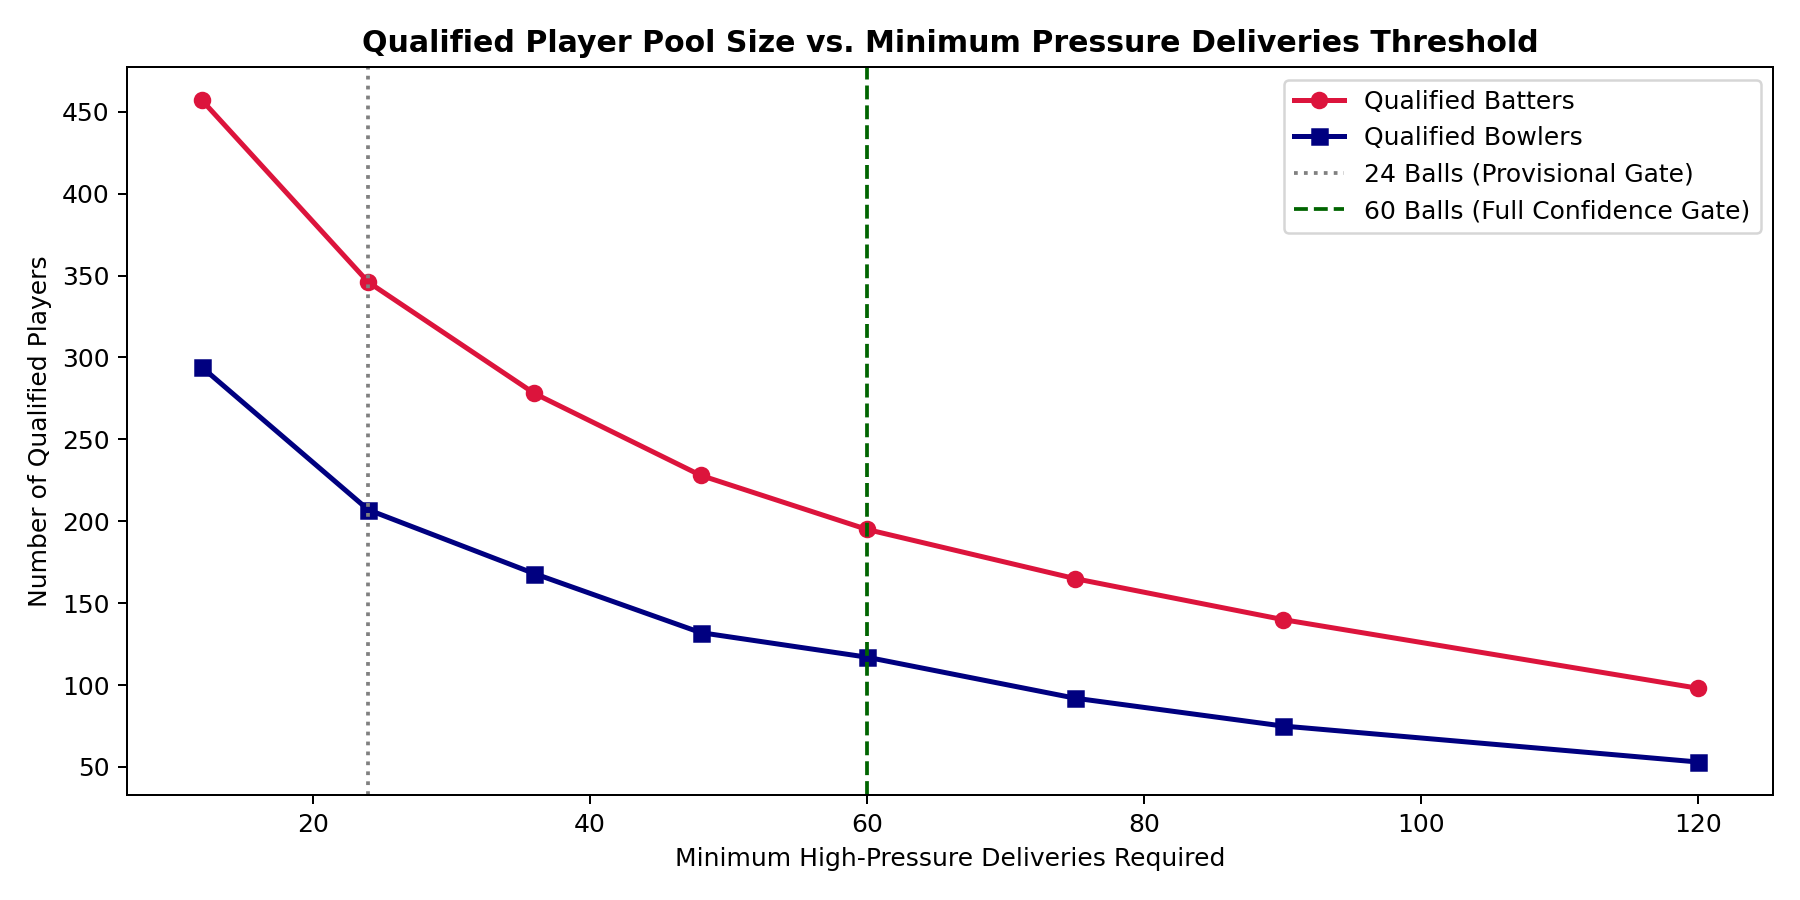 Qualified Player Pool Size vs. Minimum Pressure Deliveries Threshold
Qualified Batters
Qualified Bowlers
24 Balls (Provisional Gate)
60 Balls (Full Confidence Gate)
Number of Qualified Players
450
400
350
300
250
200
150
100
50
20 40 60 80 100 120
Minimum High-Pressure Deliveries Required